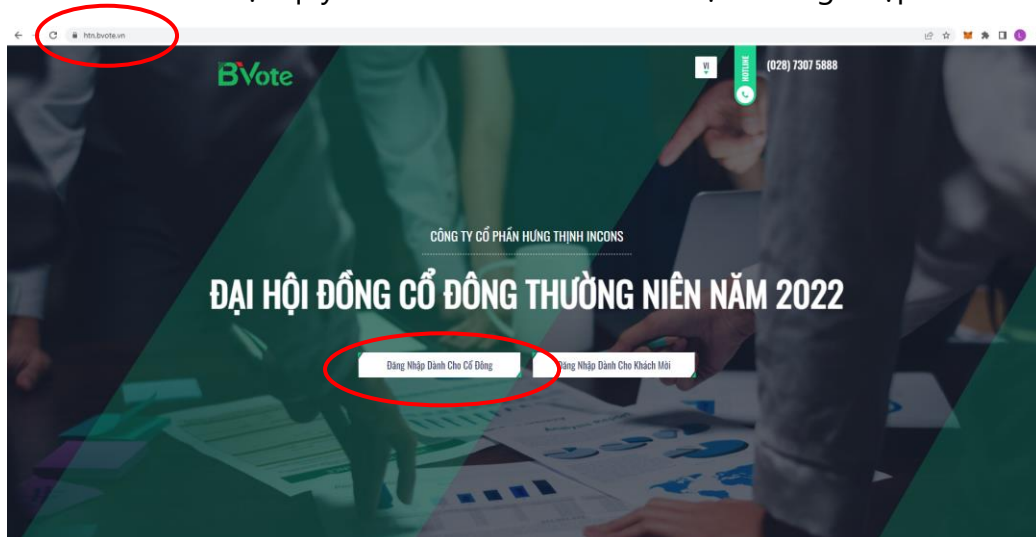 htn.bvote.vn
BVote
VI
HOTLINE
(028) 7307 5888
CÔNG TY CỔ PHẦN HƯNG THỊNH INCONS
ĐẠI HỘI ĐỒNG CỔ ĐÔNG THƯỜNG NIÊN NĂM 2022
Đăng Nhập Dành Cho Cổ Đông
Đăng Nhập Dành Cho Khách Mời